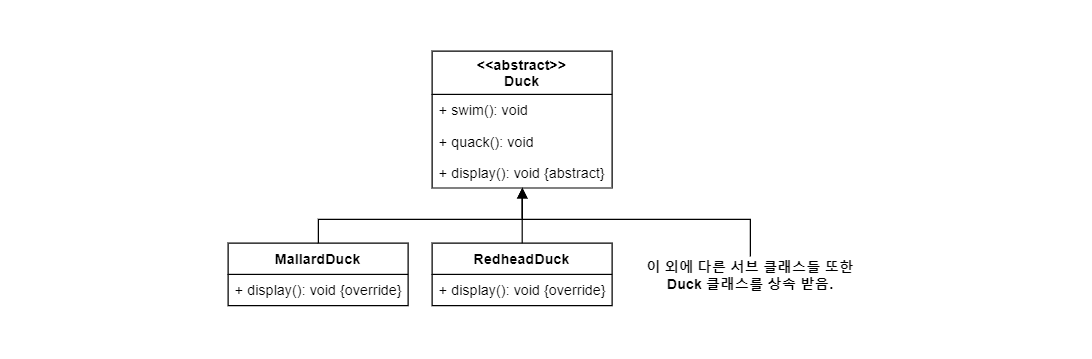 <<abstract>>
Duck
+ swim(): void
+ quack(): void
+ display(): void {abstract}
MallardDuck
+ display(): void {override}
RedheadDuck
+ display(): void {override}
이 외에 다른 서브 클래스들 또한
Duck 클래스를 상속 받음.